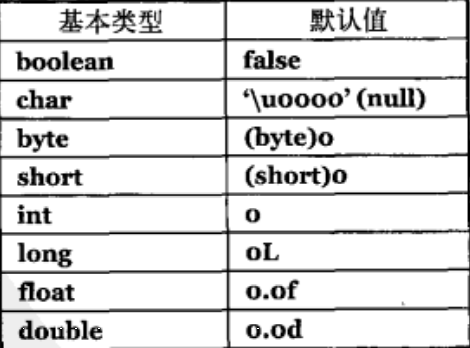 基本类型 默认值
boolean false
char '\u0000' (null)
byte (byte)0
short (short)0
int 0
long 0L
float 0.0f
double 0.0d